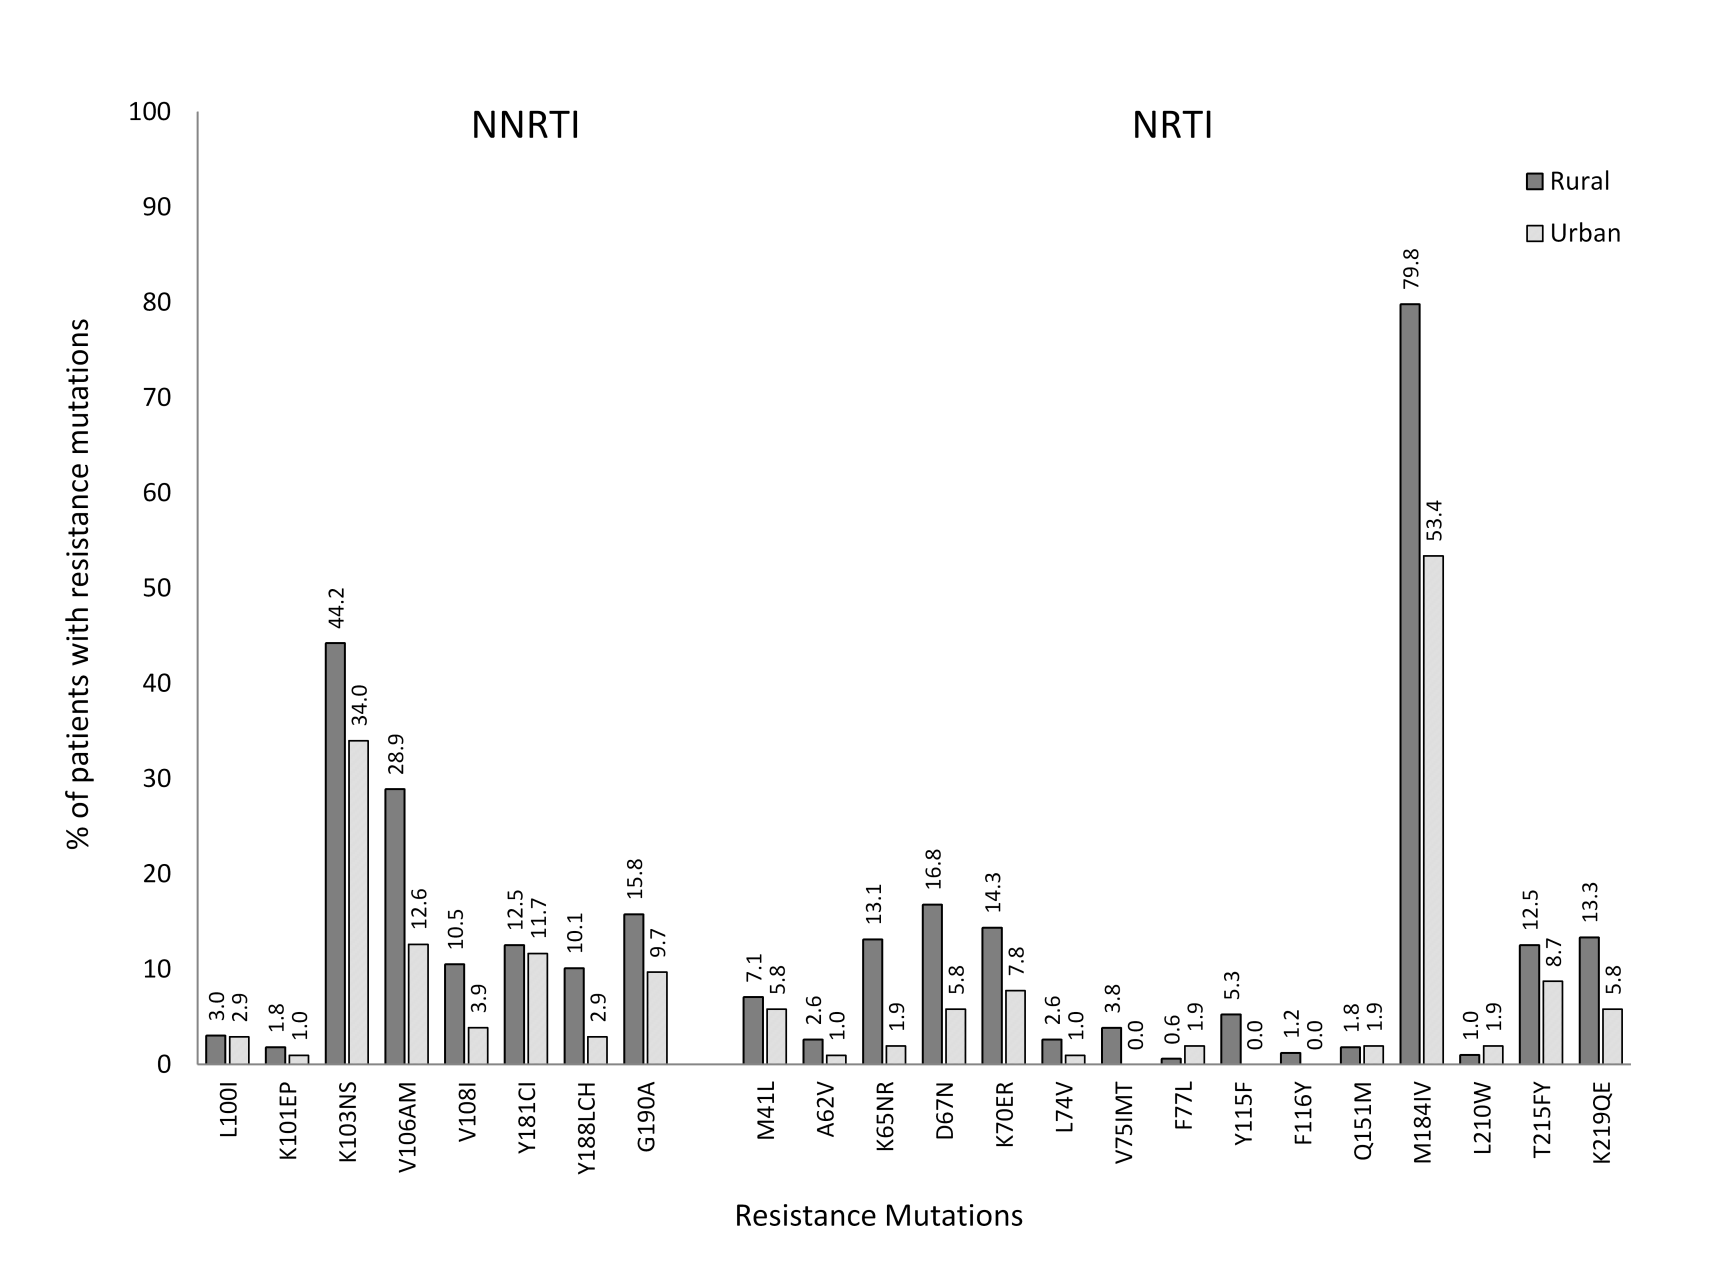 NNRTI
NRTI
Rural
Urban
% of patients with resistance mutations
100
90
80
70
60
50
40
30
20
10
0
3.0
2.9
1.8
1.0
44.2
34.0
28.9
12.6
10.5
3.9
12.5
11.7
10.1
2.9
15.8
9.7
7.1
5.8
2.6
1.0
13.1
1.9
16.8
5.8
14.3
7.8
2.6
1.0
3.8
0.0
0.6
1.9
5.3
0.0
1.2
0.0
1.8
1.9
79.8
53.4
1.0
1.9
12.5
8.7
13.3
5.8
L100I
K101EP
K103NS
V106AM
V108I
Y181CI
Y188LCH
G190A
M41L
A62V
K65NR
D67N
K70ER
L74V
V75IMT
F77L
Y115F
F116Y
Q151M
M184IV
L210W
T215FY
K219QE
Resistance Mutations